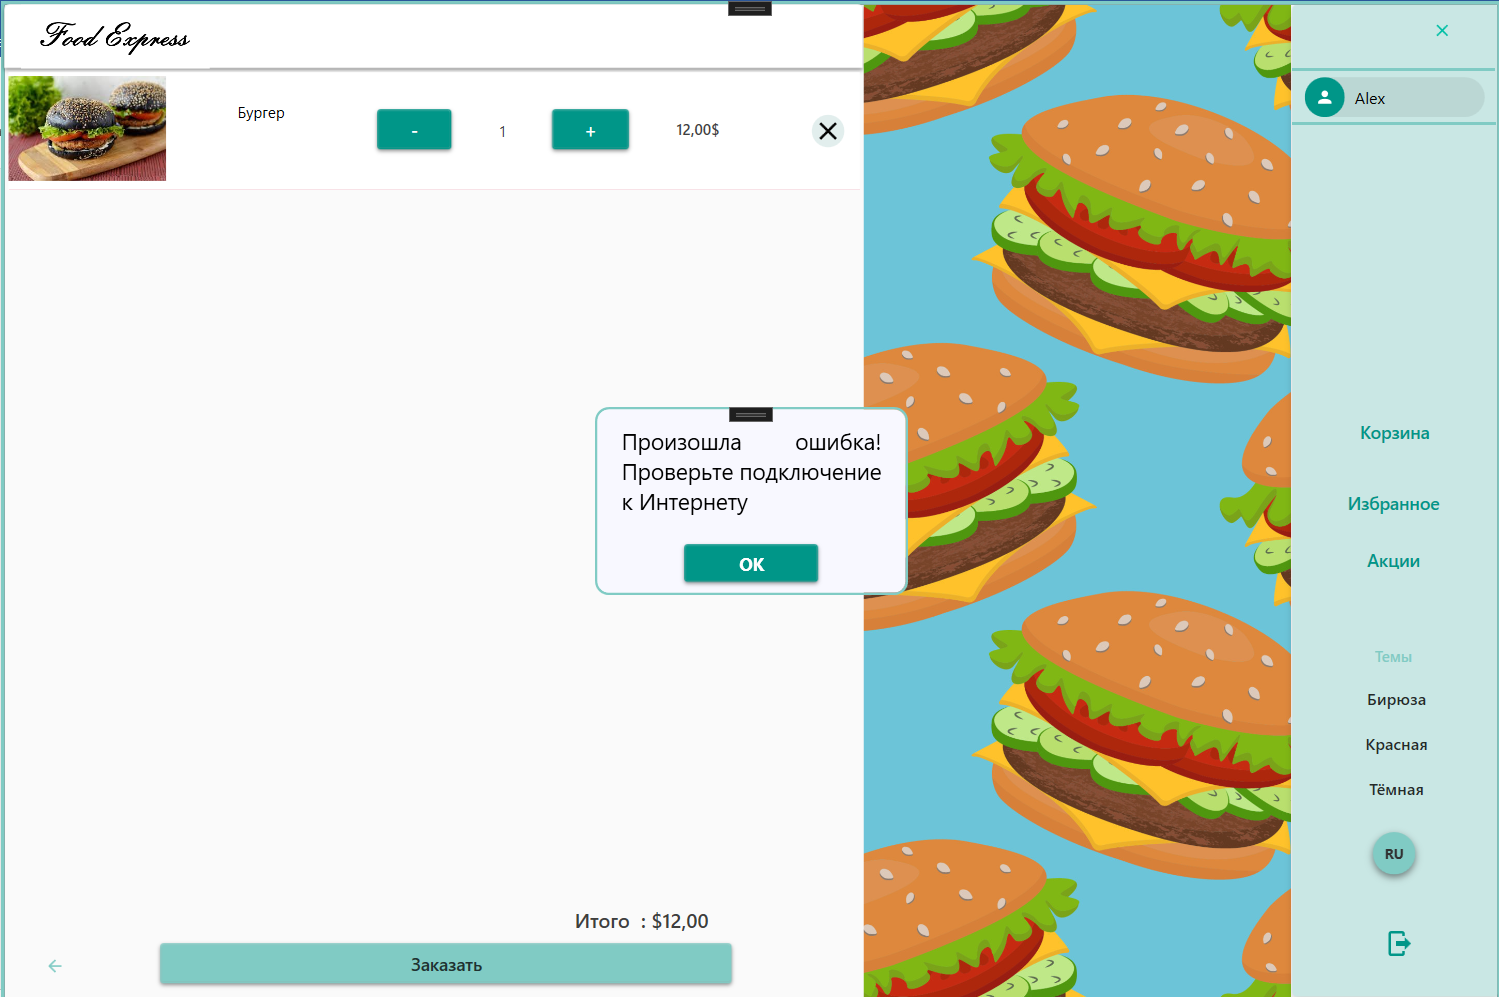 Food Express
Alex
Бургер
- 1 + 12,00$
Произошла ошибка!
Проверьте подключение
к Интернету
OK
Корзина
Избранное
Акции
Темы
Бирюза
Красная
Тёмная
RU
Итого : $12,00
Заказать